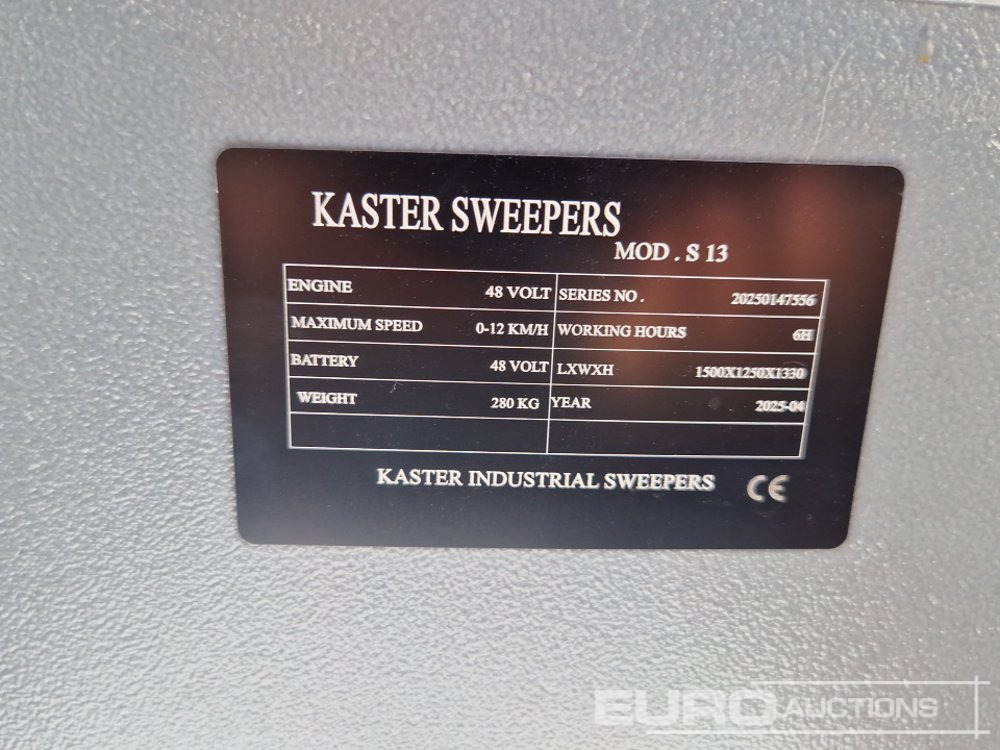 KASTER SWEEPERS
MOD . S 13
ENGINE 48 VOLT SERIES NO . 20250147556
MAXIMUM SPEED 0-12 KM/H WORKING HOURS 6H
BATTERY 48 VOLT LXWXH 1500X1250X1330
WEIGHT 280 KG YEAR 2025-04
KASTER INDUSTRIAL SWEEPERS CE
EURO AUCTIONS